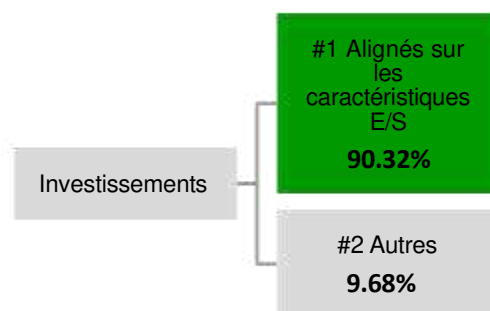 #1 Alignés sur
les
caractéristiques
E/S
90.32%
Investissements
#2 Autres
9.68%